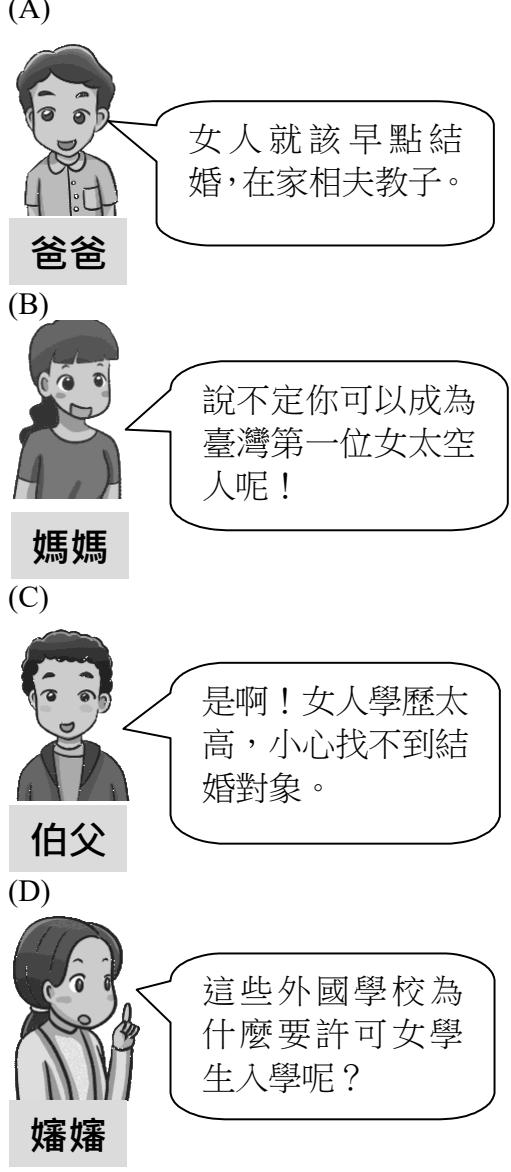 (A)
女人就該早點結
婚，在家相夫教子。
爸爸
(B)
說不定你可以成為
臺灣第一位女太空
人呢！
媽媽
(C)
是啊！女人學歷太
高，小心找不到結
婚對象。
伯父
(D)
這些外國學校為
什麼要許可女學
生入學呢？
嬸嬸